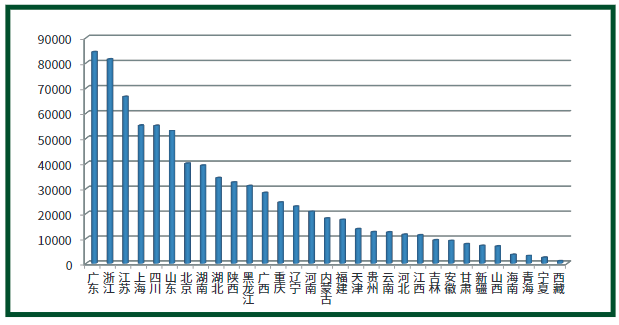 90000
80000
70000
60000
50000
40000
30000
20000
10000
0
广东
浙江
江苏
上海
四川
山东
北京
湖南
湖北
陕西
黑龙江
广西
重庆
辽宁
河南
内蒙古
福建
天津
贵州
云南
河北
江西
吉林
安徽
甘肃
新疆
山西
海南
青海
宁夏
西藏